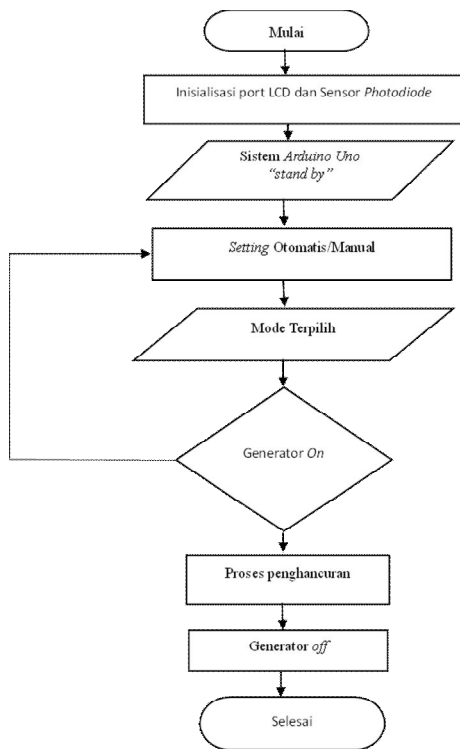 Mulai
Inisialisasi port LCD dan Sensor Photodiode
Sistem Arduino Uno
“stand by”
Setting Otomatis/Manual
Mode Terpilih
Generator On
Proses penghancuran
Generator off
Selesai